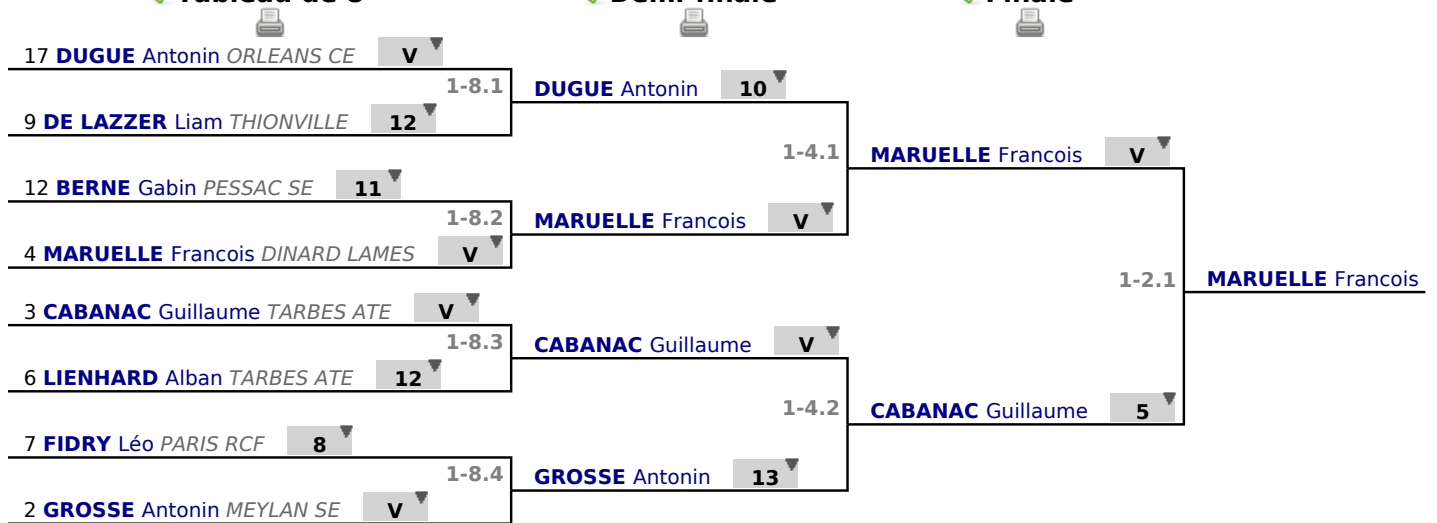 Tableau de 8 Demi-finale Finale
17 DUGUE Antonin ORLEANS CE V
1-8.1
DUGUE Antonin 10
9 DE LAZZER Liam THIONVILLE 12
1-4.1
MARUELLE Francois V
12 BERNE Gabin PESSAC SE 11
1-8.2
MARUELLE Francois V
4 MARUELLE Francois DINARD LAMES V
1-2.1
MARUELLE Francois
3 CABANAC Guillaume TARBES ATE V
1-8.3
CABANAC Guillaume V
6 LIENHARD Alban TARBES ATE 12
1-4.2
CABANAC Guillaume 5
7 FIDRY Léo PARIS RCF 8
1-8.4
GROSSE Antonin 13
2 GROSSE Antonin MEYLAN SE V